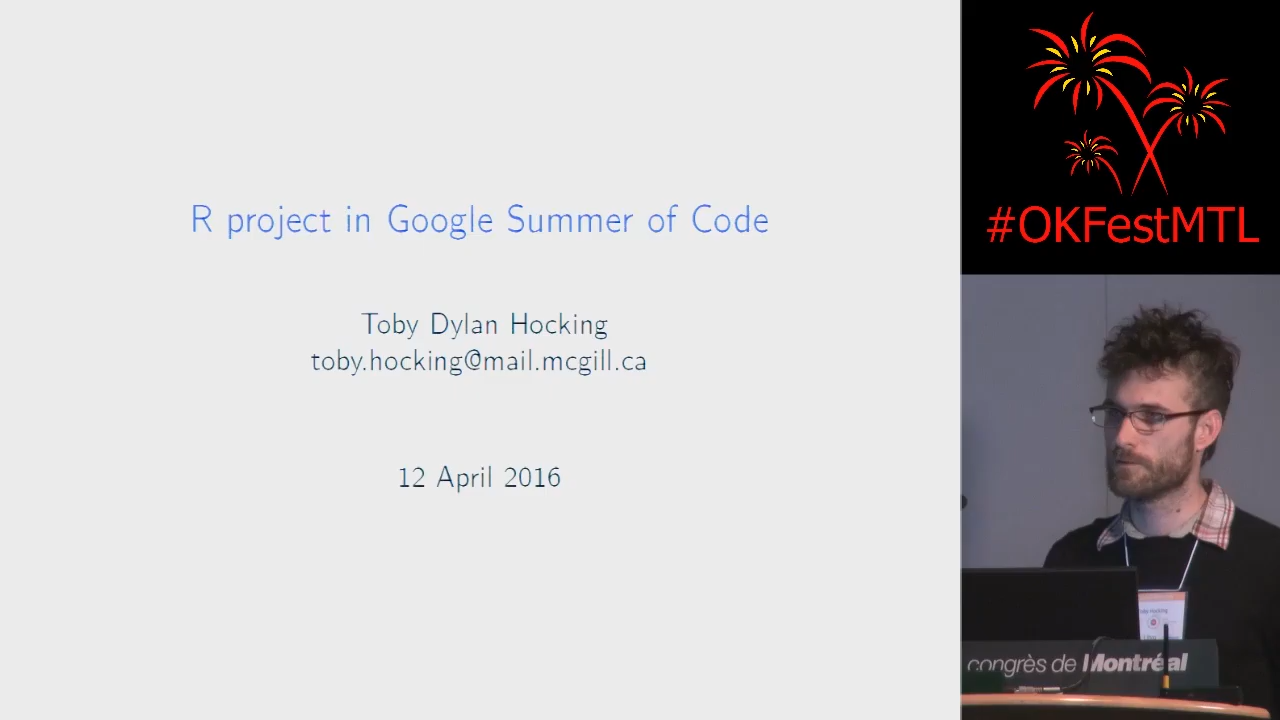 R project in Google Summer of Code
Toby Dylan Hocking
toby.hocking@mail.mcgill.ca
12 April 2016
#OKFestMTL
Hocking
congrès de Montréal